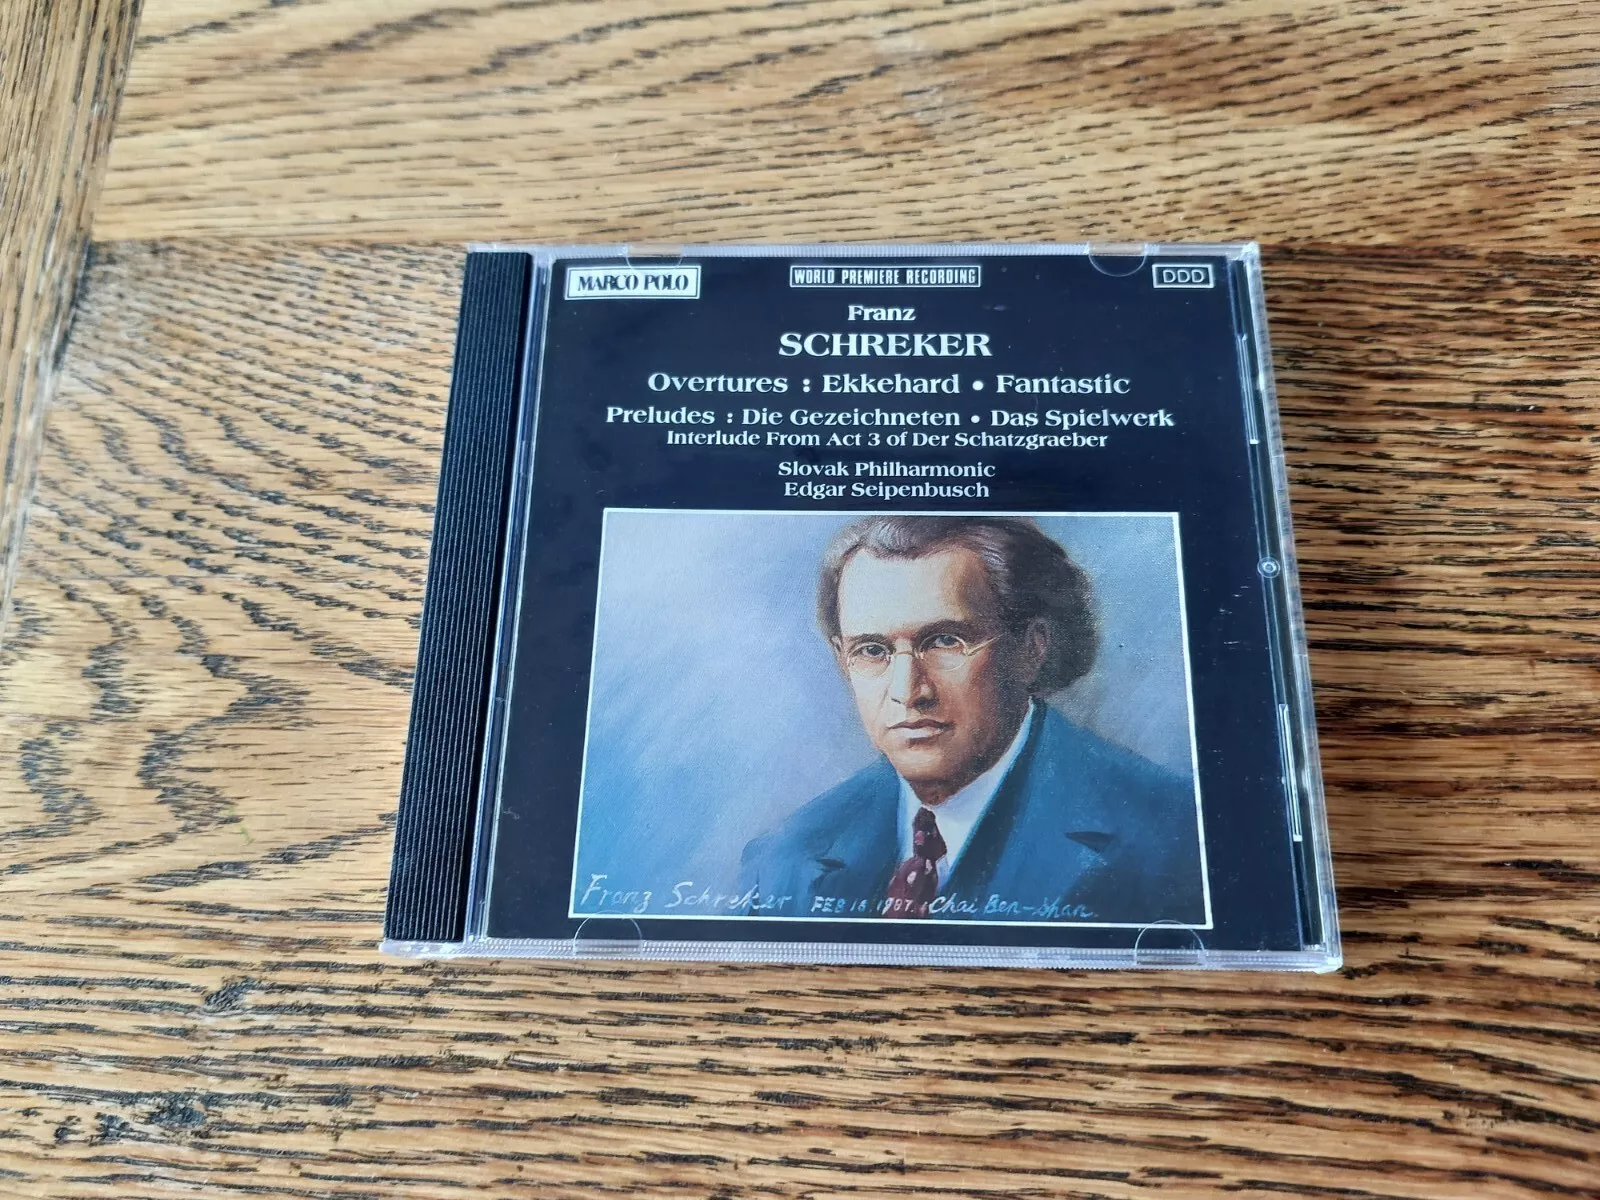 MARCO POLO
WORLD PREMIERE RECORDING
DDD
Franz
SCHREKER
Overtures : Ekkehard • Fantastic
Preludes : Die Gezeichneten • Das Spielwerk
Interlude From Act 3 of Der Schatzgraeber
Slovak Philharmonic
Edgar Seipenbusch
Franz Schreker FEB 16. 1987. Chai Ben-shan.